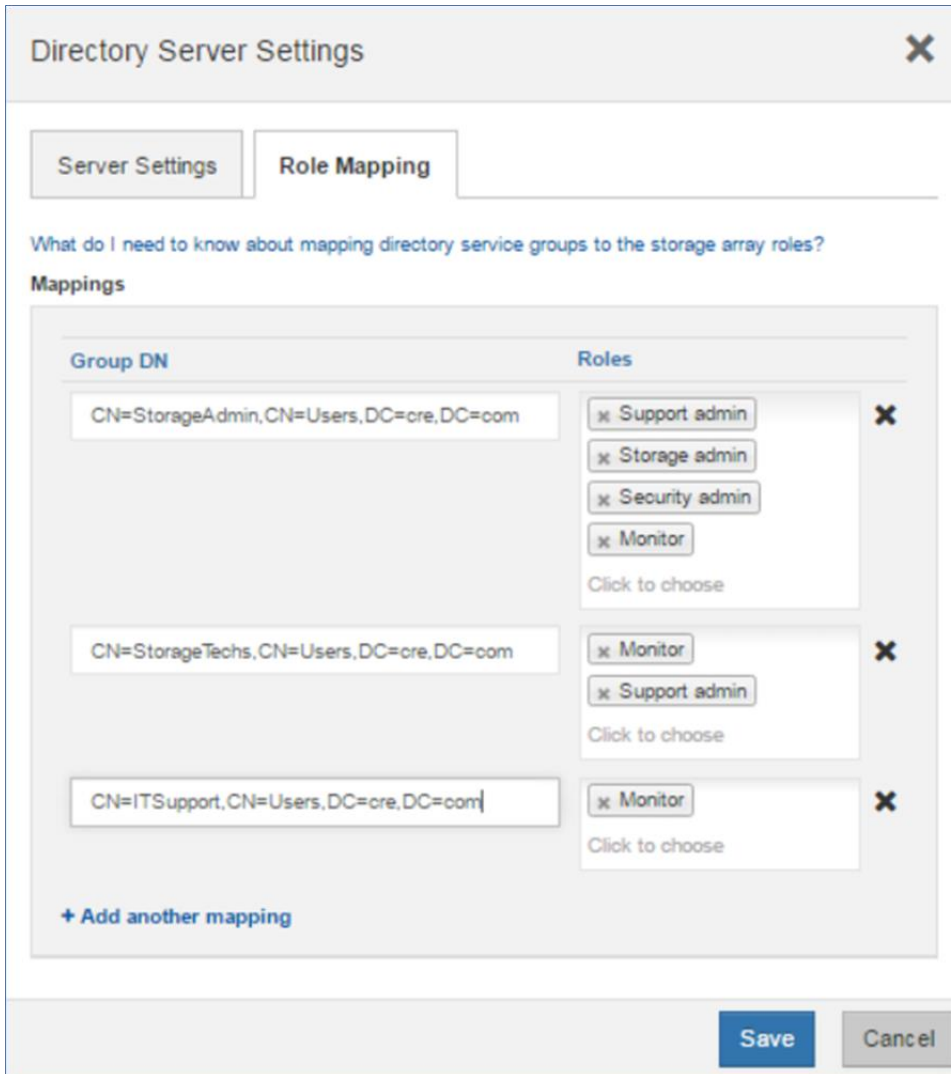 Directory Server Settings
Server Settings
Role Mapping
What do I need to know about mapping directory service groups to the storage array roles?
Mappings
Group DN
Roles
CN=StorageAdmin,CN=Users,DC=cre,DC=com
Support admin
Storage admin
Security admin
Monitor
Click to choose
CN=StorageTechs,CN=Users,DC=cre,DC=com
Monitor
Support admin
Click to choose
CN=ITSupport,CN=Users,DC=cre,DC=com
Monitor
Click to choose
+ Add another mapping
Save
Cancel